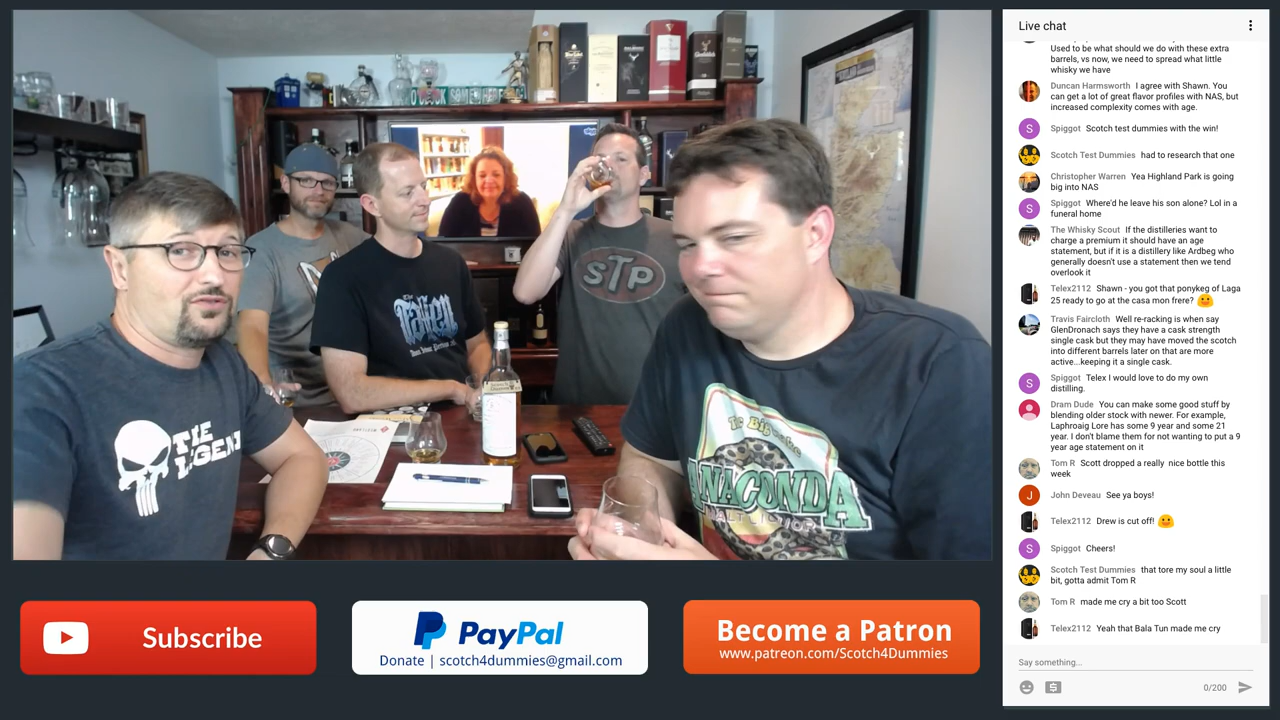 THE
LEGEND
STP
To Big
ANACONDA
MALT LIQUOR
Subscribe
PayPal
Donate | scotch4dummies@gmail.com
Become a Patron
www.patreon.com/Scotch4Dummies
Live chat
Used to be what should we do with these extra
barrels, vs now, we need to spread what little
whisky we have
Duncan Harmsworth I agree with Shawn. You
can get a lot of great flavor profiles with NAS, but
increased complexity comes with age.
S Spiggot Scotch test dummies with the win!
Scotch Test Dummies had to research that one
Christopher Warren Yea Highland Park is going
big into NAS
S Spiggot Where'd he leave his son alone? Lol in a
funeral home
The Whisky Scout If the distilleries want to
charge a premium it should have an age
statement, but if it is a distillery like Ardbeg who
generally doesn't use a statement then we tend
overlook it
Telex2112 Shawn - you got that ponykeg of Laga
25 ready to go at the casa mon frere?
Travis Faircloth Well re-racking is when say
GlenDronach says they have a cask strength
single cask but they may have moved the scotch
into different barrels later on that are more
active...keeping it a single cask.
S Spiggot Telex I would love to do my own
distilling.
Dram Dude You can make some good stuff by
blending older stock with newer. For example,
Laphroaig Lore has some 9 year and some 21
year. I don't blame them for not wanting to put a 9
year age statement on it
Tom R Scott dropped a really nice bottle this
week
J John Deveau See ya boys!
Telex2112 Drew is cut off!
S Spiggot Cheers!
Scotch Test Dummies that tore my soul a little
bit, gotta admit Tom R
Tom R made me cry a bit too Scott
Telex2112 Yeah that Bala Tun made me cry
Say something...
0/200